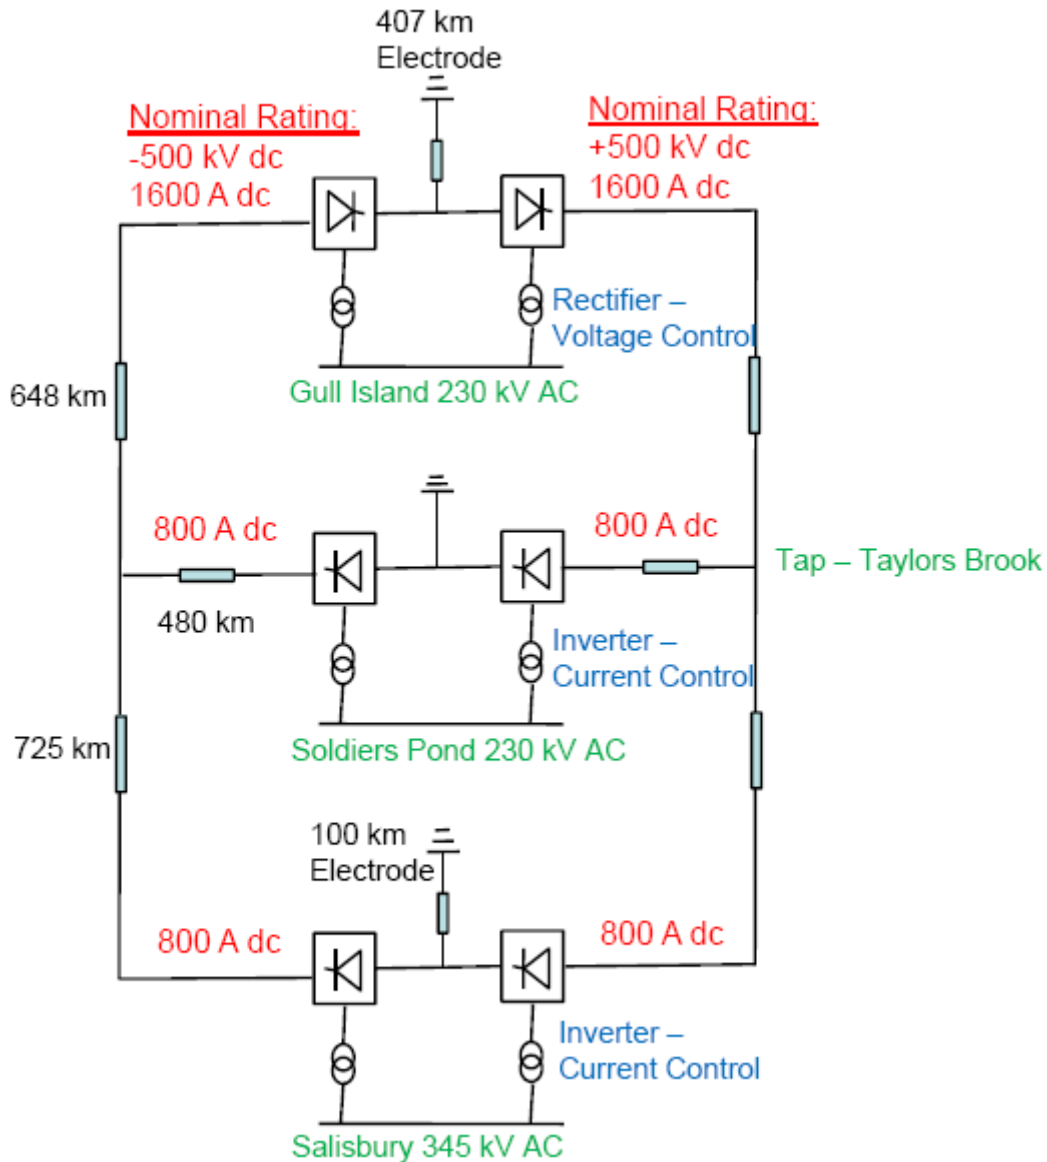 407 km
Electrode
Nominal Rating:
-500 kV dc
1600 A dc
Nominal Rating:
+500 kV dc
1600 A dc
Rectifier –
Voltage Control
Gull Island 230 kV AC
648 km
800 A dc
800 A dc
Tap – Taylors Brook
480 km
Inverter –
Current Control
725 km
Soldiers Pond 230 kV AC
100 km
Electrode
800 A dc
800 A dc
Inverter –
Current Control
Salisbury 345 kV AC